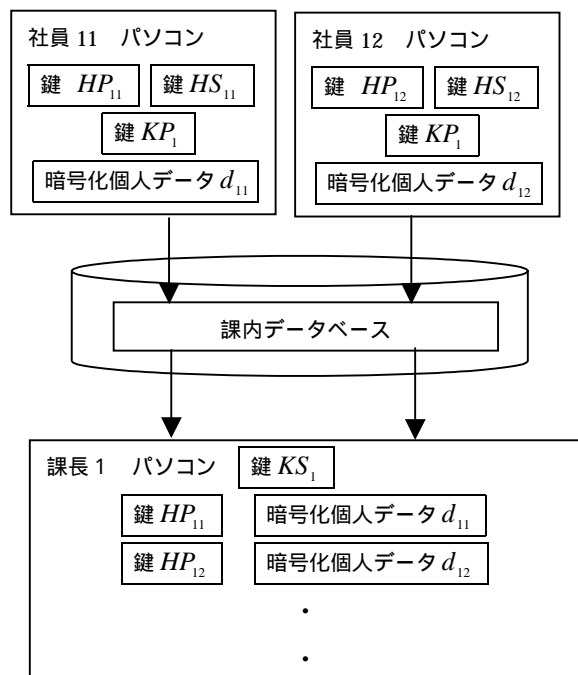 社員 11　パソコン
鍵 HP₁₁　鍵 HS₁₁
鍵 KP₁
暗号化個人データ d₁₁
社員 12　パソコン
鍵 HP₁₂　鍵 HS₁₂
鍵 KP₁
暗号化個人データ d₁₂
課内データベース
課長 1　パソコン　鍵 KS₁
鍵 HP₁₁　暗号化個人データ d₁₁
鍵 HP₁₂　暗号化個人データ d₁₂
・
・